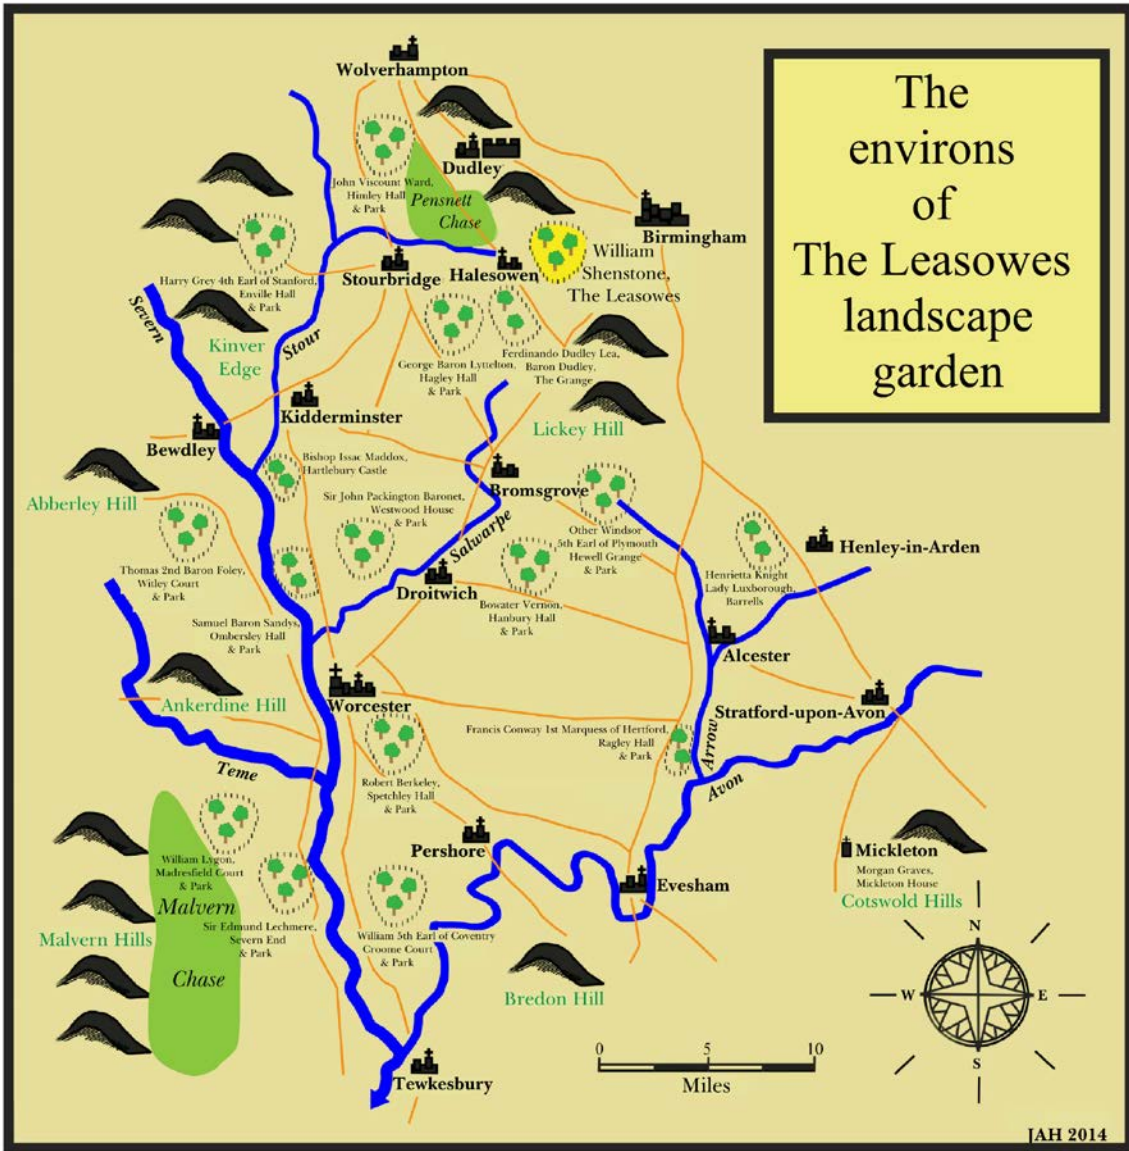 The
environs
of
The Leasowes
landscape
garden
Wolverhampton
Dudley
John Viscount Ward,
Himley Hall
& Park
Pensnett
Chase
Birmingham
William
Shenstone,
The Leasowes
Stourbridge
Halesowen
Harry Grey 4th Earl of Stanford,
Enville Hall
& Park
Severn
Stour
Kinver
Edge
George Baron Lyttelton,
Hagley Hall
& Park
Ferdinando Dudley Lea,
Baron Dudley,
The Grange
Kidderminster
Lickey Hill
Bewdley
Bishop Issac Maddox,
Hartlebury Castle
Abberley Hill
Sir John Packington Baronet,
Westwood House
& Park
Bromsgrove
Salwarpe
Other Windsor
5th Earl of Plymouth
Hewell Grange
& Park
Henley-in-Arden
Thomas 2nd Baron Foley,
Witley Court
& Park
Henrietta Knight
Lady Luxborough,
Barrells
Droitwich
Bowater Vernon,
Hanbury Hall
& Park
Samuel Baron Sandys,
Ombersley Hall
& Park
Alcester
Ankerdine Hill
Worcester
Stratford-upon-Avon
Francis Conway 1st Marquess of Hertford,
Ragley Hall
& Park
Arrow
Avon
Teme
Robert Berkeley,
Spetchley Hall
& Park
Pershore
Mickleton
Morgan Graves,
Mickleton House
Cotswold Hills
William Lygon,
Madresfield Court
& Park
Evesham
Malvern
Chase
Malvern Hills
Sir Edmund Lechmere,
Severn End
& Park
William 5th Earl of Coventry
Croome Court
& Park
Bredon Hill
N
W
E
S
0 5 10
Miles
Tewkesbury
JAH 2014